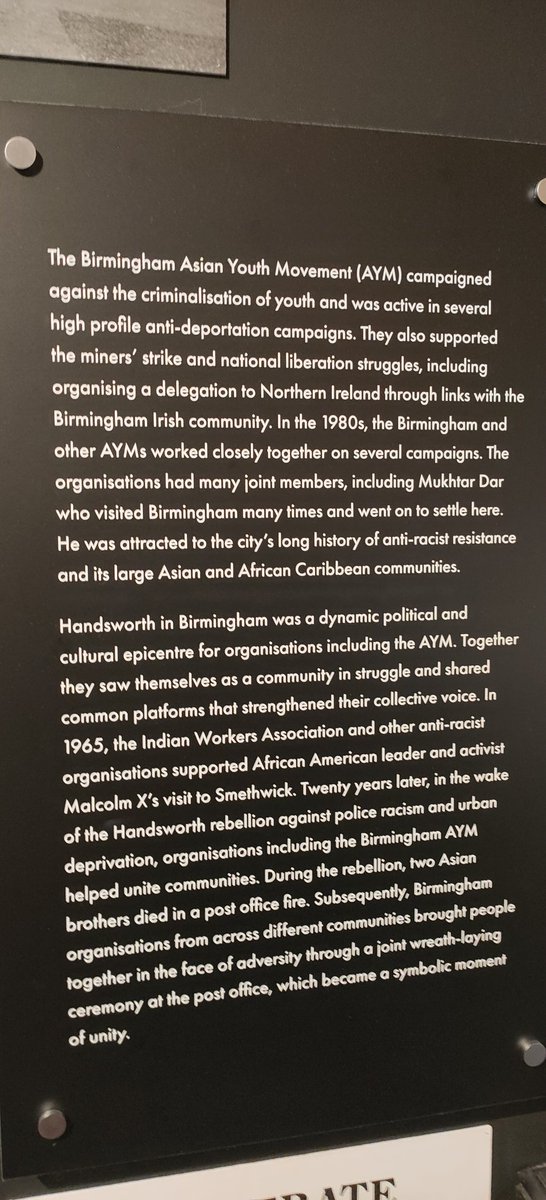 The Birmingham Asian Youth Movement (AYM) campaigned
against the criminalisation of youth and was active in several
high profile anti-deportation campaigns. They also supported
the miners' strike and national liberation struggles, including
organising a delegation to Northern Ireland through links with the
Birmingham Irish community. In the 1980s, the Birmingham and
other AYMs worked closely together on several campaigns. The
organisations had many joint members, including Mukhtar Dar
who visited Birmingham many times and went on to settle here.
He was attracted to the city's long history of anti-racist resistance
and its large Asian and African Caribbean communities.
Handsworth in Birmingham was a dynamic political and
cultural epicentre for organisations including the AYM. Together
they saw themselves as a community in struggle and shared
common platforms that strengthened their collective voice. In
1965, the Indian Workers Association and other anti-racist
organisations supported African American leader and activist
Malcolm X's visit to Smethwick. Twenty years later, in the wake
of the Handsworth rebellion against police racism and urban
deprivation, organisations including the Birmingham AYM
helped unite communities. During the rebellion, two Asian
brothers died in a post office fire. Subsequently, Birmingham
organisations from across different communities brought people
together in the face of adversity through a joint wreath-laying
ceremony at the post office, which became a symbolic moment
of unity.